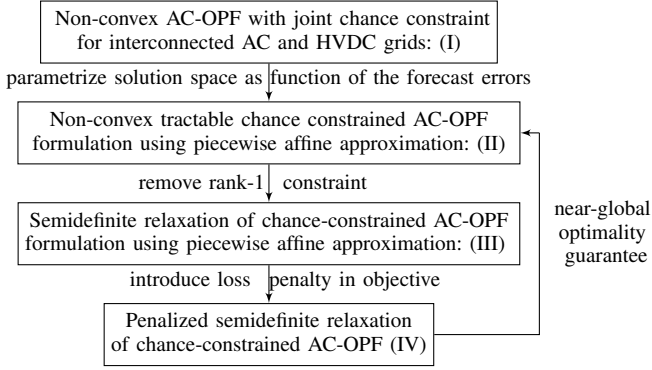 Non-convex AC-OPF with joint chance constraint
for interconnected AC and HVDC grids: (I)
parametrize solution space as function of the forecast errors
Non-convex tractable chance constrained AC-OPF
formulation using piecewise affine approximation: (II)
remove rank-1 constraint
Semidefinite relaxation of chance-constrained AC-OPF
formulation using piecewise affine approximation: (III)
introduce loss penalty in objective
Penalized semidefinite relaxation
of chance-constrained AC-OPF (IV)
near-global
optimality
guarantee